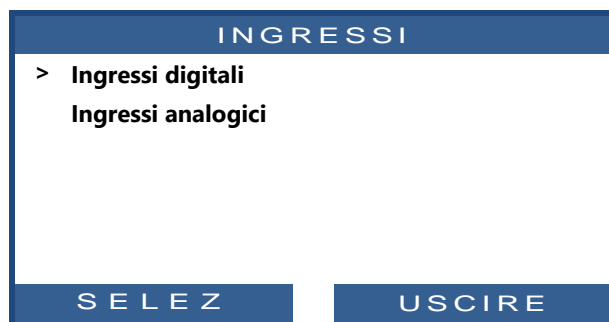 INGRESSI
> Ingressi digitali
Ingressi analogici
SELEZ USCIRE